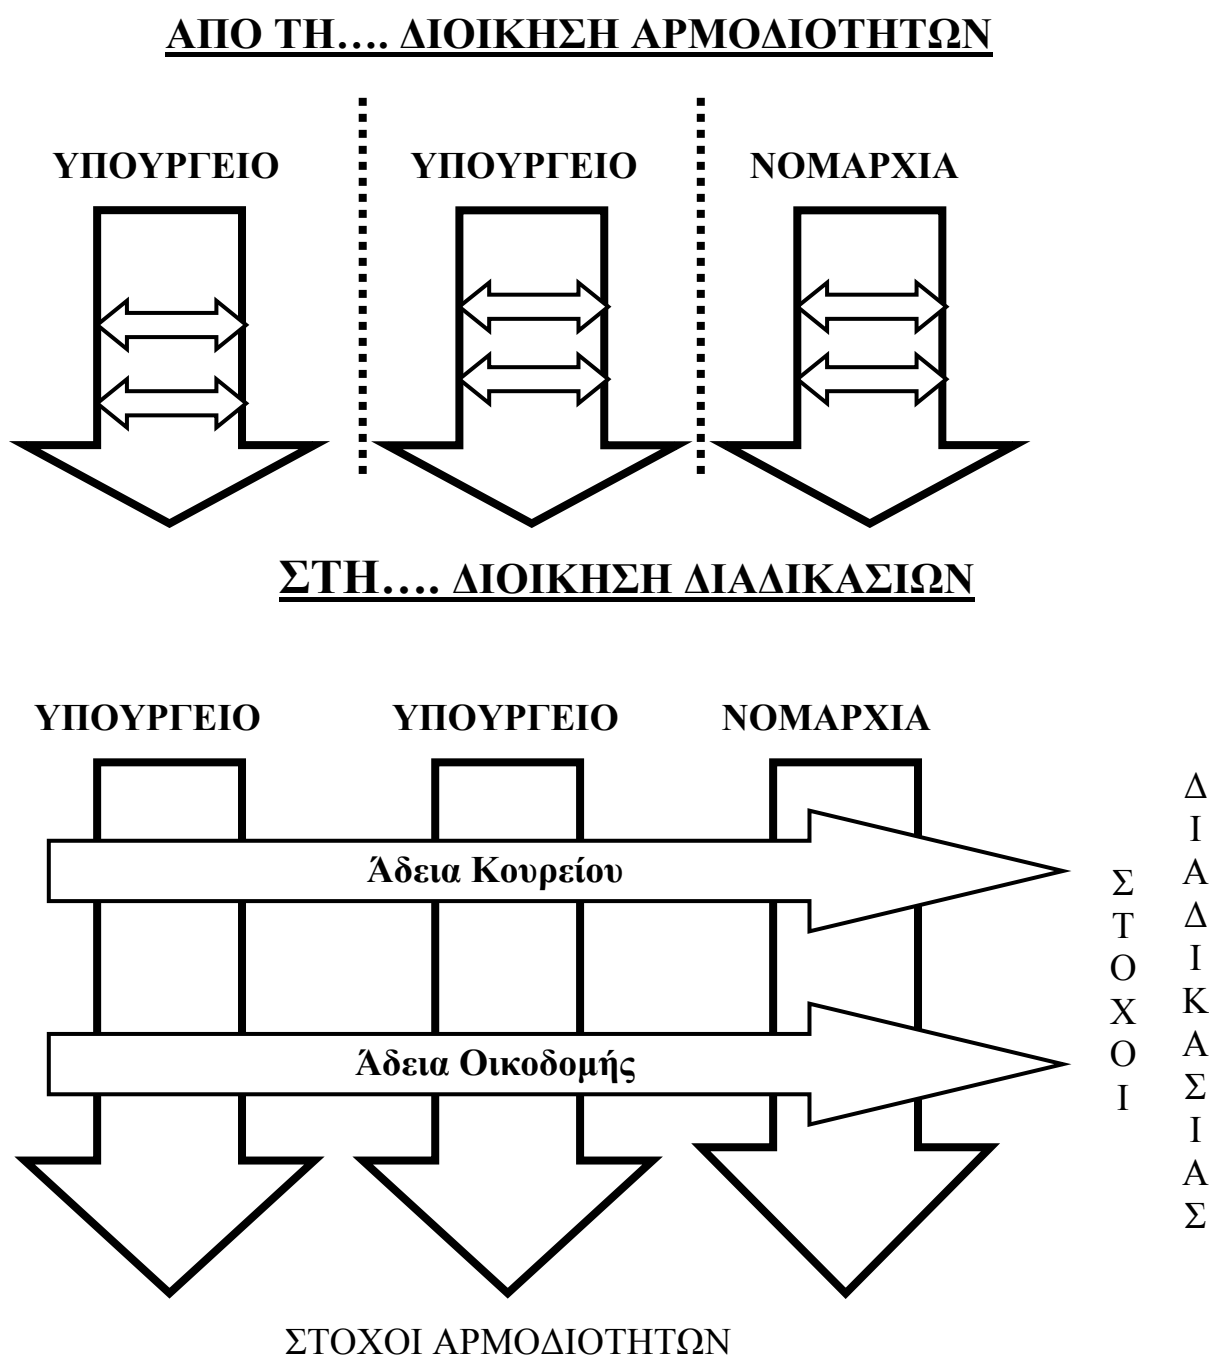 ΑΠΟ ΤΗ…. ΔΙΟΙΚΗΣΗ ΑΡΜΟΔΙΟΤΗΤΩΝ
ΥΠΟΥΡΓΕΙΟ ΥΠΟΥΡΓΕΙΟ ΝΟΜΑΡΧΙΑ
ΣΤΗ…. ΔΙΟΙΚΗΣΗ ΔΙΑΔΙΚΑΣΙΩΝ
ΥΠΟΥΡΓΕΙΟ ΥΠΟΥΡΓΕΙΟ ΝΟΜΑΡΧΙΑ
Άδεια Κουρείου
Άδεια Οικοδομής
ΣΤΟΧΟΙ
ΔΙΑΔΙΚΑΣΙΑΣ
ΣΤΟΧΟΙ ΑΡΜΟΔΙΟΤΗΤΩΝ